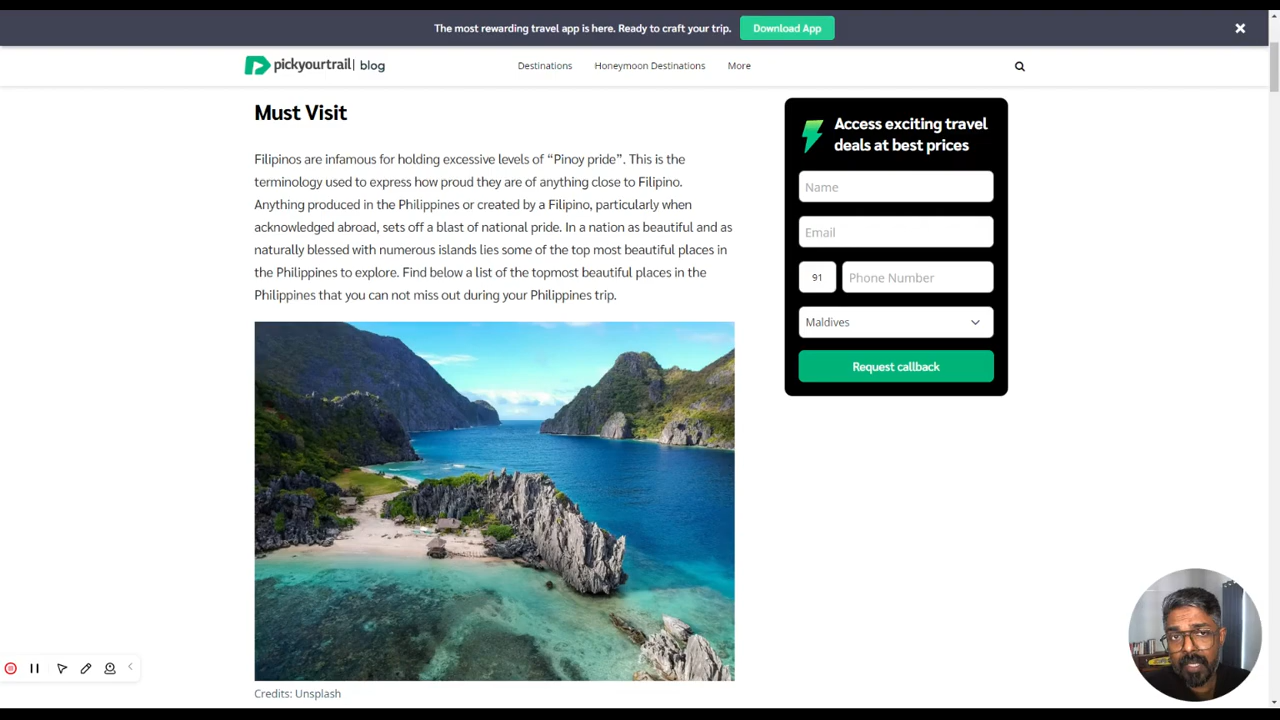 The most rewarding travel app is here. Ready to craft your trip.
Download App
pickyourtrail | blog
Destinations
Honeymoon Destinations
More
Must Visit
Filipinos are infamous for holding excessive levels of “Pinoy pride”. This is the
terminology used to express how proud they are of anything close to Filipino.
Anything produced in the Philippines or created by a Filipino, particularly when
acknowledged abroad, sets off a blast of national pride. In a nation as beautiful and as
naturally blessed with numerous islands lies some of the top most beautiful places in
the Philippines to explore. Find below a list of the topmost beautiful places in the
Philippines that you can not miss out during your Philippines trip.
Credits: Unsplash
Access exciting travel
deals at best prices
Name
Email
91
Phone Number
Maldives
Request callback